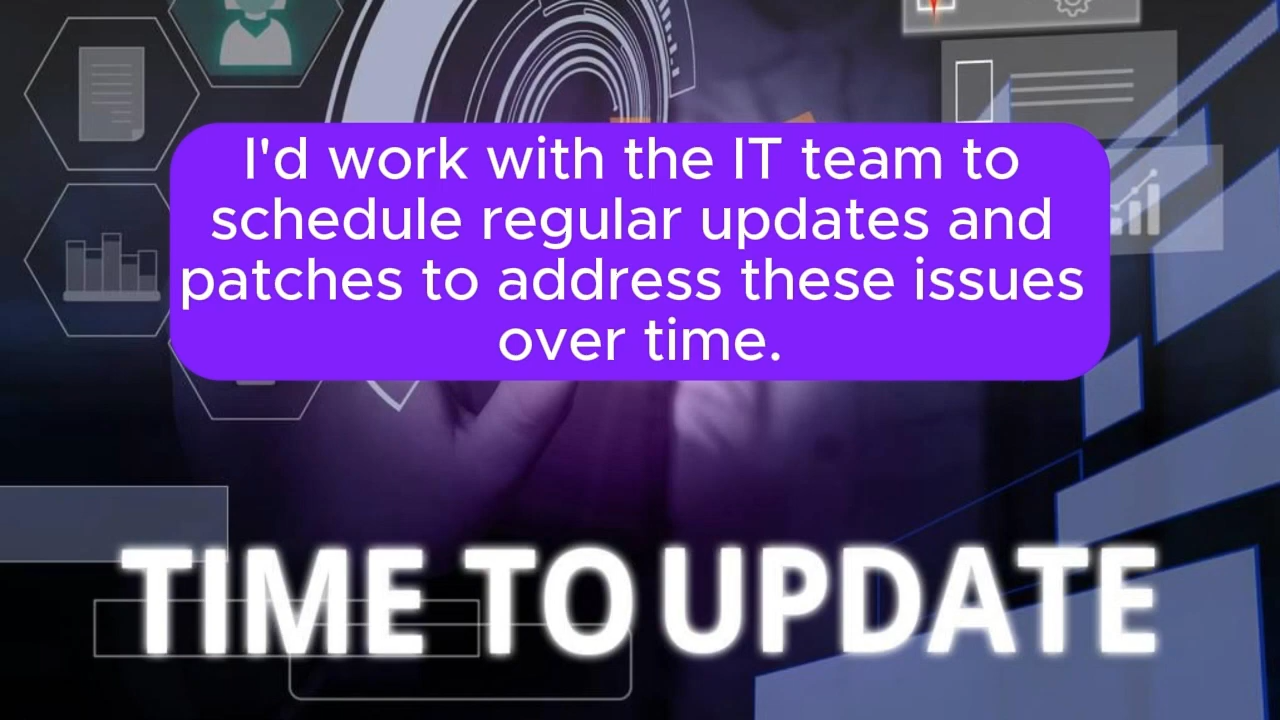 I'd work with the IT team to
schedule regular updates and
patches to address these issues
over time.
TIME TO UPDATE